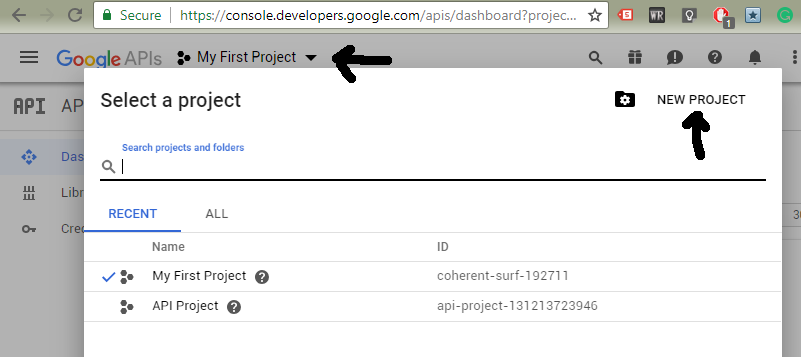 Secure https://console.developers.google.com/apis/dashboard?projec...
5 WR 1
Google APIs My First Project
API AP
Select a project NEW PROJECT
Search projects and folders
Das
Libr
Cred
RECENT ALL
30
Name ID
My First Project coherent-surf-192711
API Project api-project-131213723946